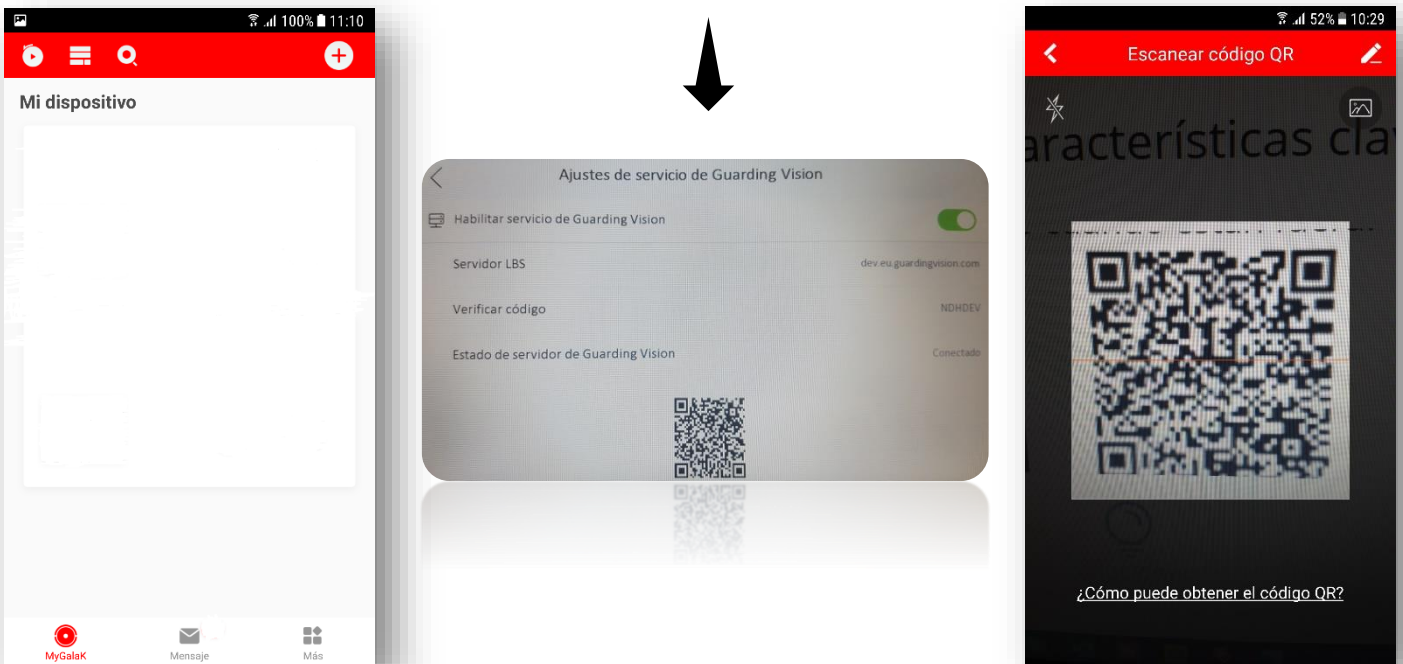 100% 11:10
Mi dispositivo
MyGalaK
Mensaje
Más
Ajustes de servicio de Guarding Vision
Habilitar servicio de Guarding Vision
Servidor LBS
dev.eu.guardingvision.com
Verificar código
NDHDEV
Estado de servidor de Guarding Vision
Conectado
52% 10:29
Escanear código QR
aracterísticas cla
¿Cómo puede obtener el código QR?